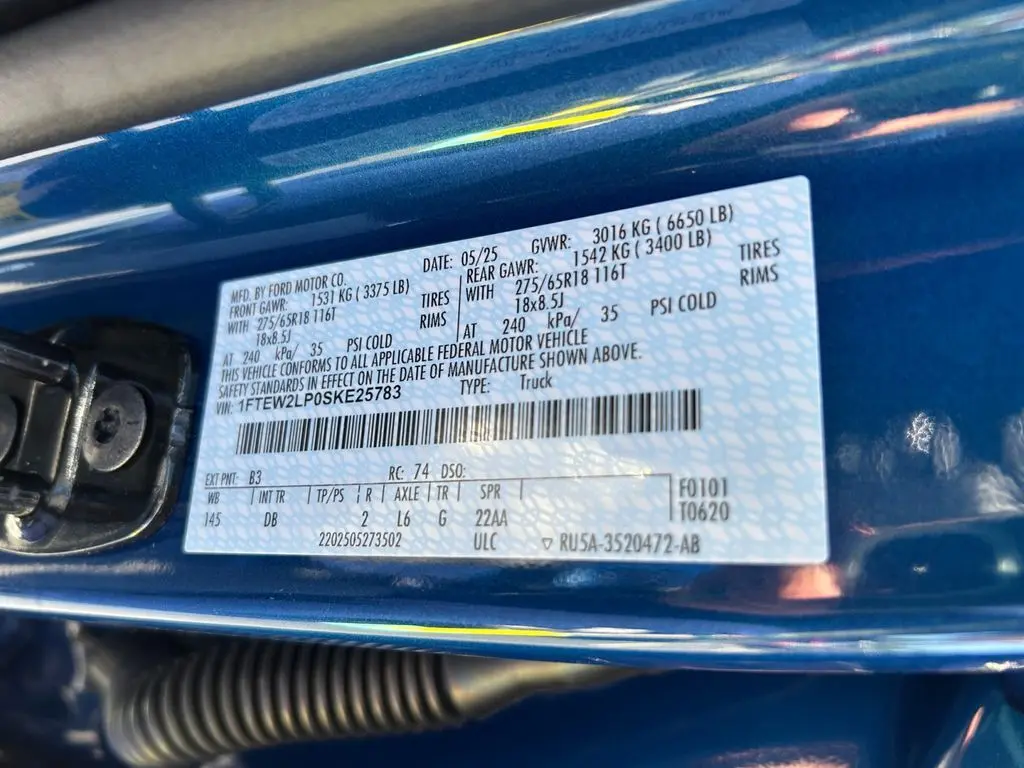 MFD. BY FORD MOTOR CO.
DATE: 05/25 GVWR: 3016 KG ( 6650 LB)
FRONT GAWR: 1531 KG ( 3375 LB)
WITH 275/65R18 116T TIRES
18x8.5J RIMS
AT 240 kPa/ 35 PSI COLD
REAR GAWR: 1542 KG ( 3400 LB)
WITH 275/65R18 116T TIRES
18x8.5J RIMS
AT 240 kPa/ 35 PSI COLD
THIS VEHICLE CONFORMS TO ALL APPLICABLE FEDERAL MOTOR VEHICLE
SAFETY STANDARDS IN EFFECT ON THE DATE OF MANUFACTURE SHOWN ABOVE.
VIN: 1FTEW2LP0SKE25783 TYPE: Truck
EXT PNT: B3 RC: 74 DSO:
WB INT TR TP/PS R AXLE TR SPR
145 DB 2 L6 G 22AA
F0101
T0620
2202505273502 ULC ▽ RU5A-3520472-AB